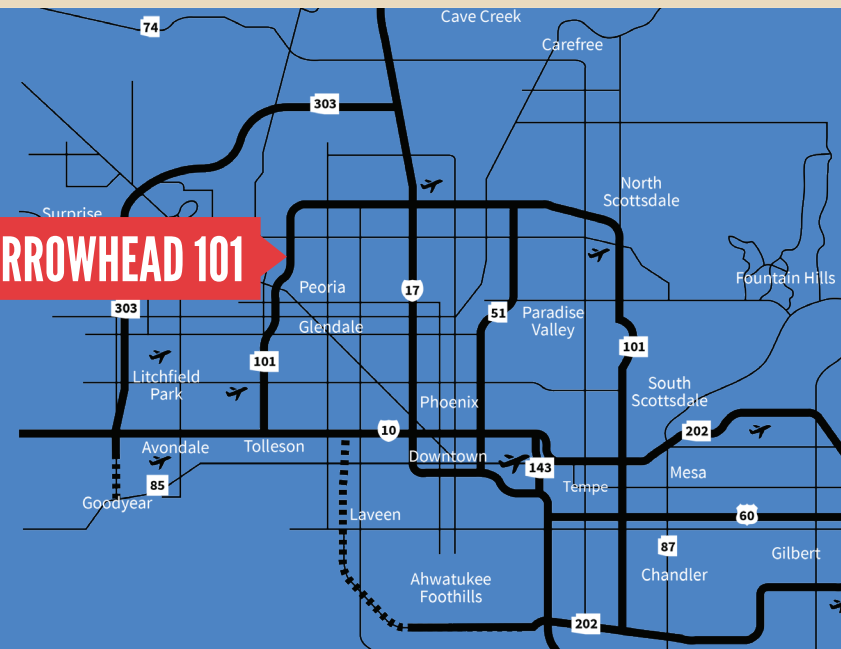 Cave Creek
74
Carefree
303
North
Scottsdale
Surprise
RROWHEAD 101
Fountain Hills
Peoria
17
303
51
Paradise
Valley
Glendale
101
101
Litchfield
Park
South
Scottsdale
Phoenix
10
202
Avondale
Tolleson
Downtown
143
Mesa
85
Tempe
Goodyear
Laveen
60
87
Gilbert
Chandler
Ahwatukee
Foothills
202